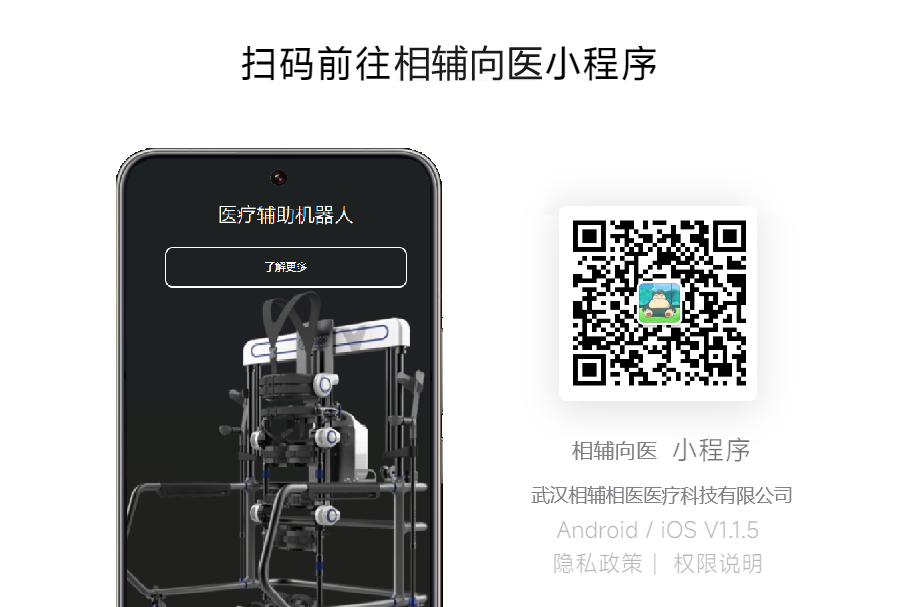 扫码前往相辅向医小程序
医疗辅助机器人
了解更多
相辅向医 小程序
武汉相辅相医医疗科技有限公司
Android / iOS V1.1.5
隐私政策 | 权限说明